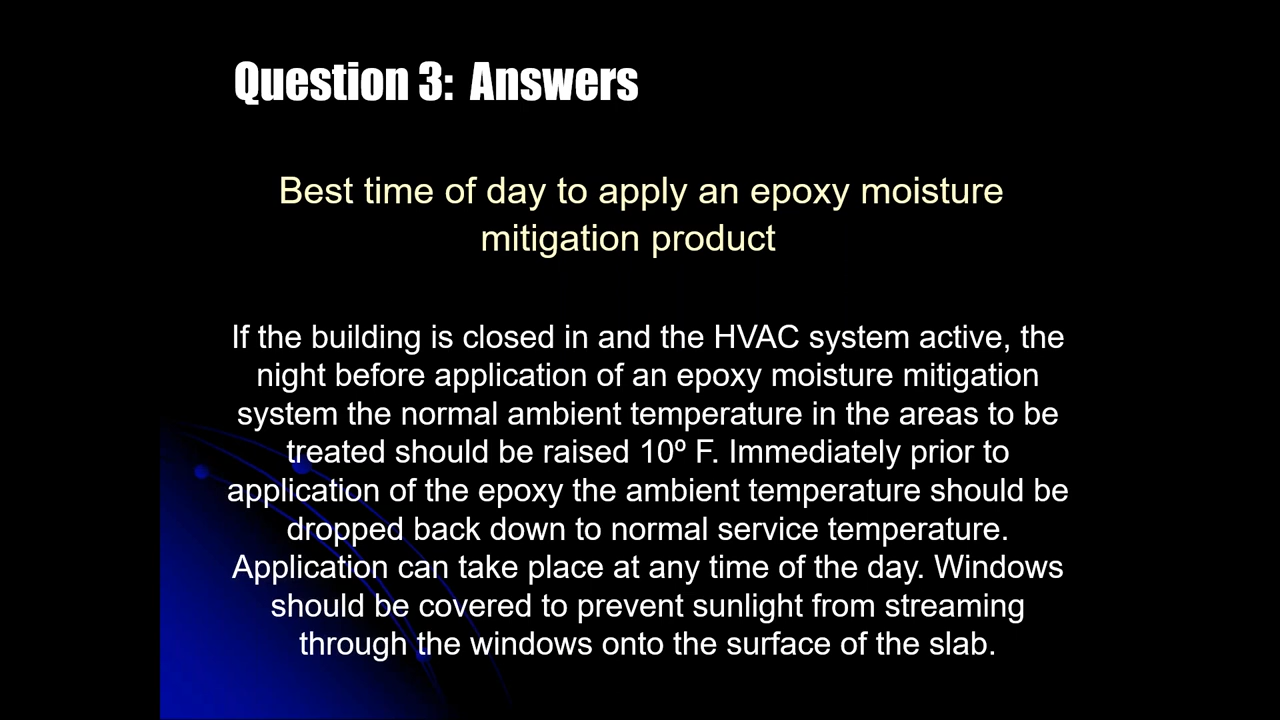 Question 3:  Answers
Best time of day to apply an epoxy moisture
mitigation product
If the building is closed in and the HVAC system active, the
night before application of an epoxy moisture mitigation
system the normal ambient temperature in the areas to be
treated should be raised 10º F. Immediately prior to
application of the epoxy the ambient temperature should be
dropped back down to normal service temperature.
Application can take place at any time of the day. Windows
should be covered to prevent sunlight from streaming
through the windows onto the surface of the slab.